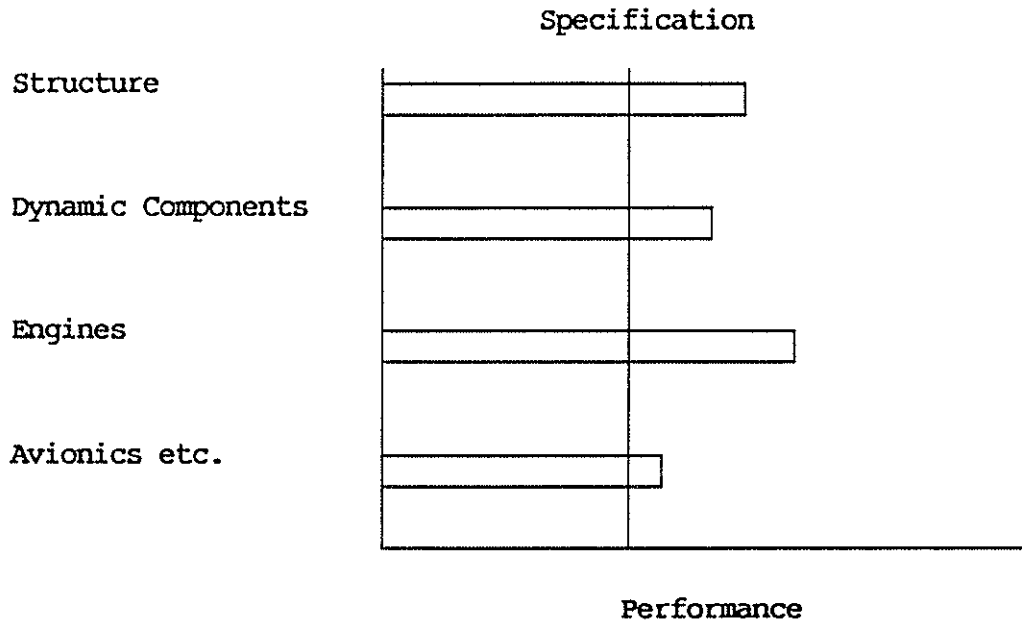 Specification
Structure
Dynamic Components
Engines
Avionics etc.
Performance